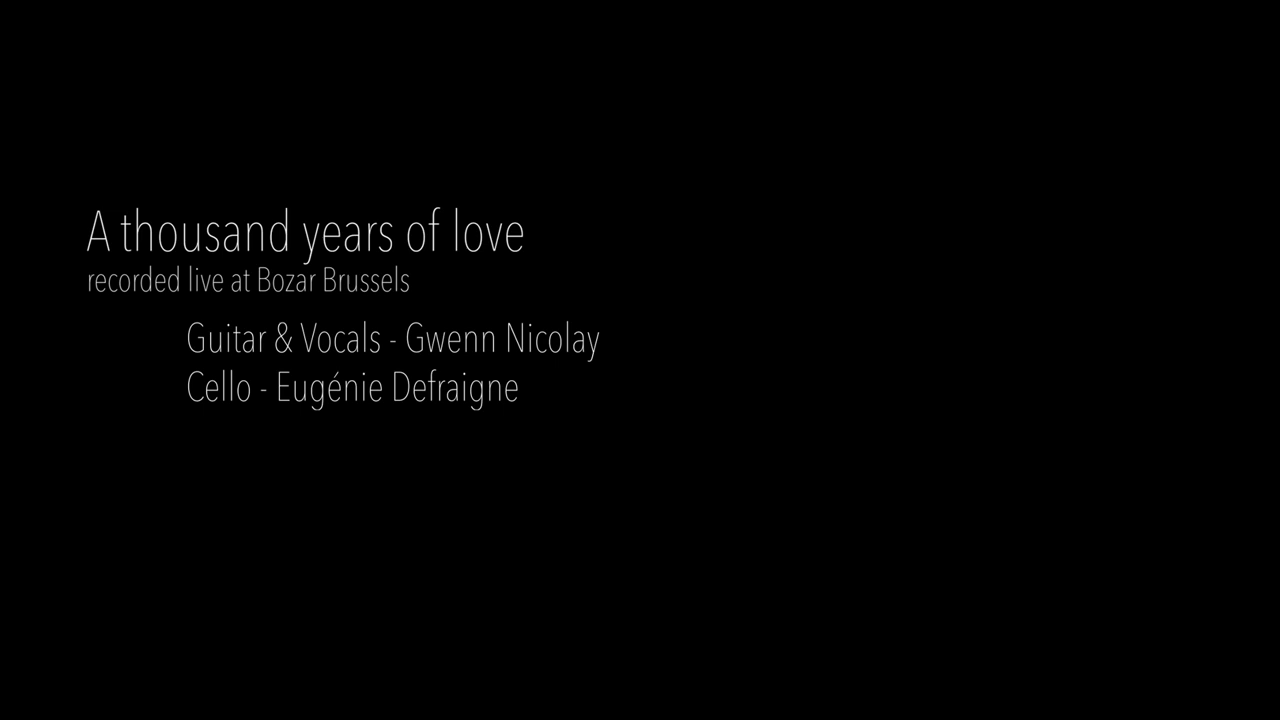 A thousand years of love
recorded live at Bozar Brussels
Guitar & Vocals - Gwenn Nicolay
Cello - Eugénie Defraigne